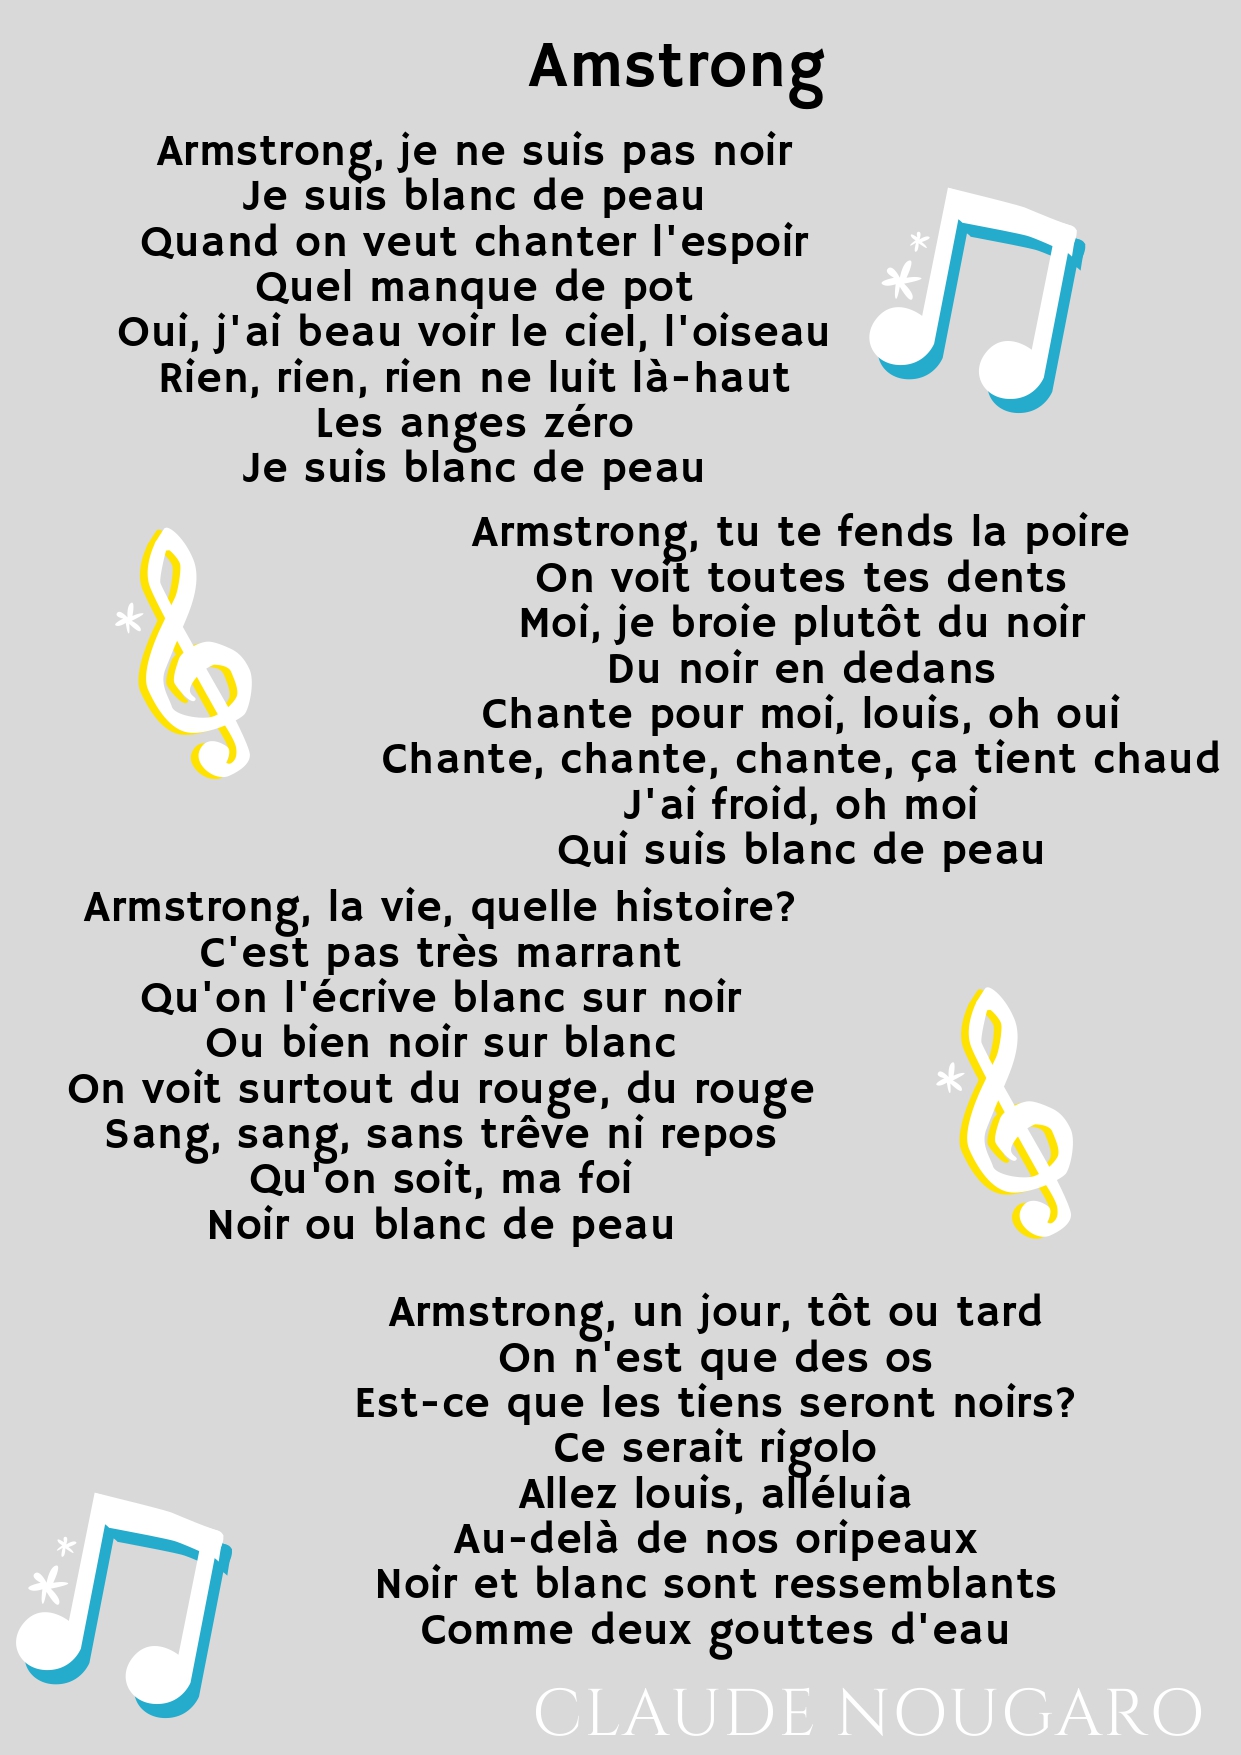 Amstrong
Armstrong, je ne suis pas noir
Je suis blanc de peau
Quand on veut chanter l'espoir
Quel manque de pot
Oui, j'ai beau voir le ciel, l'oiseau
Rien, rien, rien ne luit là-haut
Les anges zéro
Je suis blanc de peau
Armstrong, tu te fends la poire
On voit toutes tes dents
Moi, je broie plutôt du noir
Du noir en dedans
Chante pour moi, louis, oh oui
Chante, chante, chante, ça tient chaud
J'ai froid, oh moi
Qui suis blanc de peau
Armstrong, la vie, quelle histoire?
C'est pas très marrant
Qu'on l'écrive blanc sur noir
Ou bien noir sur blanc
On voit surtout du rouge, du rouge
Sang, sang, sans trêve ni repos
Qu'on soit, ma foi
Noir ou blanc de peau
Armstrong, un jour, tôt ou tard
On n'est que des os
Est-ce que les tiens seront noirs?
Ce serait rigolo
Allez louis, alléluia
Au-delà de nos oripeaux
Noir et blanc sont ressemblants
Comme deux gouttes d'eau
CLAUDE NOUGARO